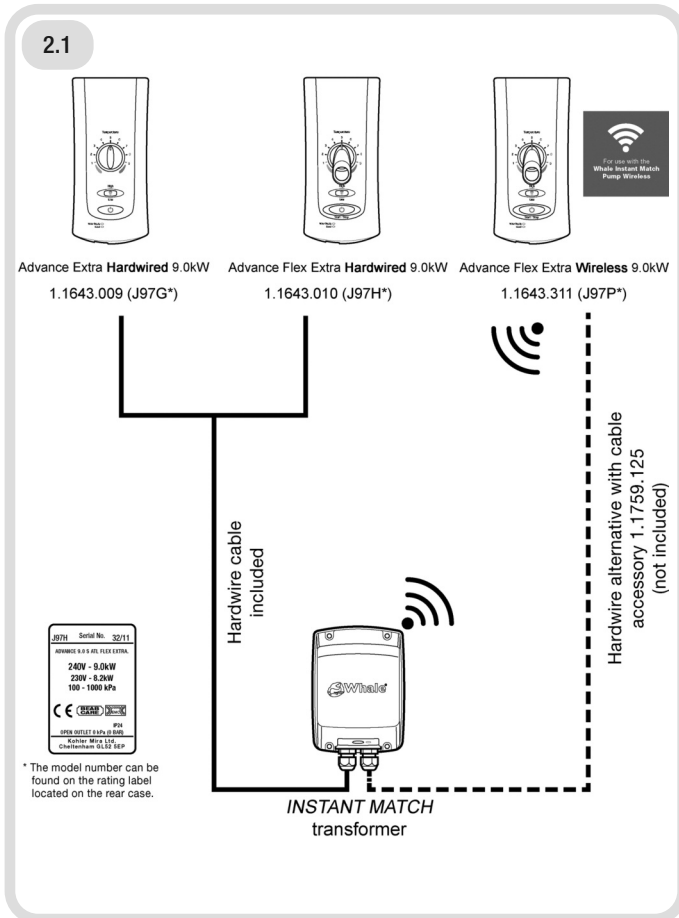 2.1
For use with the
Whale Instant Match
Pump Wireless
Advance Extra Hardwired 9.0kW
1.1643.009 (J97G*)
Advance Flex Extra Hardwired 9.0kW
1.1643.010 (J97H*)
Advance Flex Extra Wireless 9.0kW
1.1643.311 (J97P*)
Hardwire cable
included
Hardwire alternative with cable
accessory 1.1759.125
(not included)
J97H Serial No. 32/11
ADVANCE 9.0 S ATL FLEX EXTRA.
240V - 9.0kW
230V - 8.2kW
100 - 1000 kPa
CE BEAB CARE
IP24
OPEN OUTLET 0 kPa (0 BAR)
Kohler Mira Ltd.
Cheltenham GL52 5EP
* The model number can be
found on the rating label
located on the rear case.
Whale
INSTANT MATCH
transformer